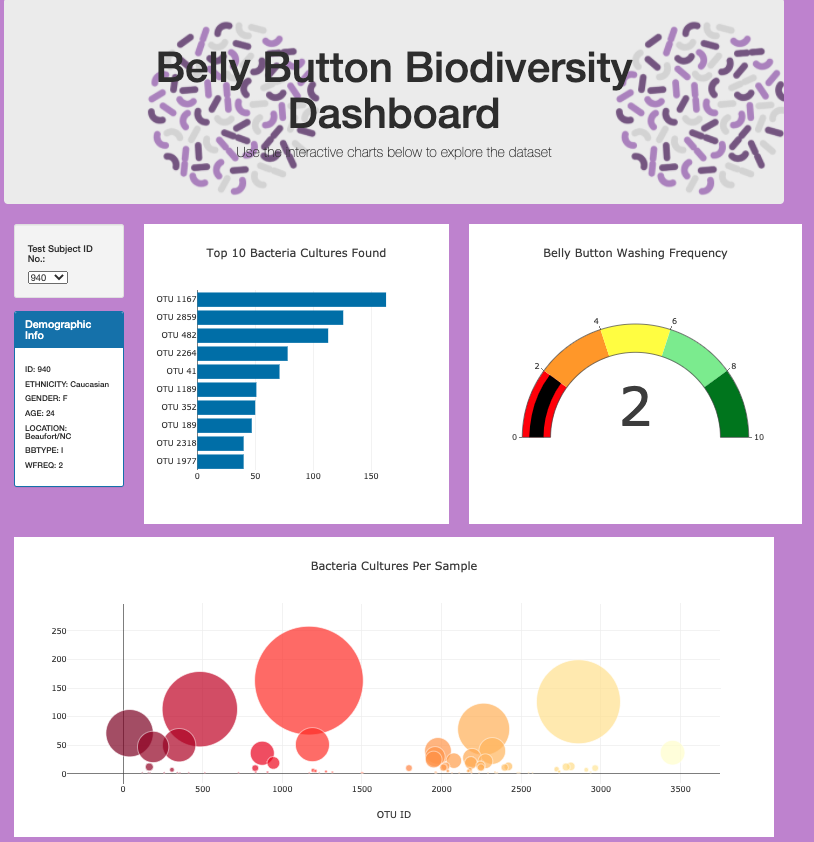 Belly Button Biodiversity
Dashboard
Use the interactive charts below to explore the dataset
Test Subject ID
No.:
940
Demographic
Info
ID: 940
ETHNICITY: Caucasian
GENDER: F
AGE: 24
LOCATION:
Beaufort/NC
BBTYPE: I
WFREQ: 2
Top 10 Bacteria Cultures Found
OTU 1167
OTU 2859
OTU 482
OTU 2264
OTU 41
OTU 1189
OTU 352
OTU 189
OTU 2318
OTU 1977
0 50 100 150
Belly Button Washing Frequency
0 2 4 6 8 10
2
Bacteria Cultures Per Sample
250
200
150
100
50
0
0 500 1000 1500 2000 2500 3000 3500
OTU ID